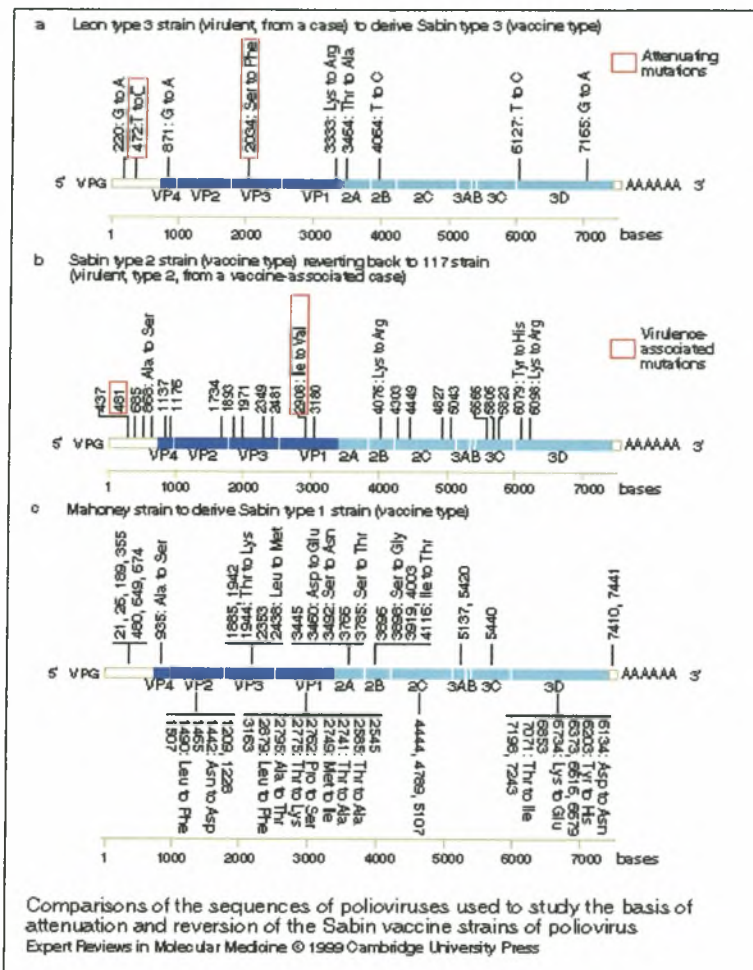 a Leon type 3 strain (virulent, from a case) to derive Sabin type 3 (vaccine type)
Attenuating
mutations
220: G to A
472: T to C
871: G to A
2034: Ser to Phe
3333: Lys to Arg
3464: Thr to Ala
4064: T to C
6127: T to C
7165: G to A
5' VPG AAAAAA 3'
VP4 VP2 VP3 VP1 2A 2B 2C 3AB 3C 3D
1 1000 2000 3000 4000 5000 6000 7000 bases
b Sabin type 2 strain (vaccine type) reverting back to 117 strain
(virulent, type 2, from a vaccine-associated case)
Virulence-
associated
mutations
437
481
685
868: Ala to Ser
1137
1176
1734
1893
1971
2349
2481
2908: Ile to Val
3180
4076: Lys to Arg
4303
4449
4827
5043
5565
5805
5823
6079: Tyr to His
6098: Lys to Arg
5' VPG AAAAAA 3'
VP4 VP2 VP3 VP1 2A 2B 2C 3AB 3C 3D
1 1000 2000 3000 4000 5000 6000 7000 bases
c Mahoney strain to derive Sabin type 1 strain (vaccine type)
21, 26, 189, 355
480, 649, 674
935: Ala to Ser
1885, 1942
1944: Thr to Lys
2353
2438: Leu to Met
3445
3460: Asp to Glu
3492: Ser to Asn
3766
3785: Ser to Thr
3896
3898: Ser to Gly
3919, 4003
4116: Ile to Thr
5137, 5420
5440
7410, 7441
5' VPG AAAAAA 3'
VP4 VP2 VP3 VP1 2A 2B 2C 3AB 3C 3D
1507
1490: Leu to Phe
1465
1442: Asn to Asp
1209, 1228
3163
2879: Leu to Phe
2795: Ala to Thr
2775: Thr to Lys
2762: Pro to Ser
2749: Met to Ile
2741: Thr to Ala
2585: Thr to Ala
2545
4444, 4789, 5107
7196, 7243
7071: Thr to Ile
6853
6734: Lys to Glu
6373, 6616, 6679
6203: Tyr to His
6134: Asp to Asn
1 1000 2000 3000 4000 5000 6000 7000 bases
Comparisons of the sequences of polioviruses used to study the basis of
attenuation and reversion of the Sabin vaccine strains of poliovirus
Expert Reviews in Molecular Medicine © 1999 Cambridge University Press